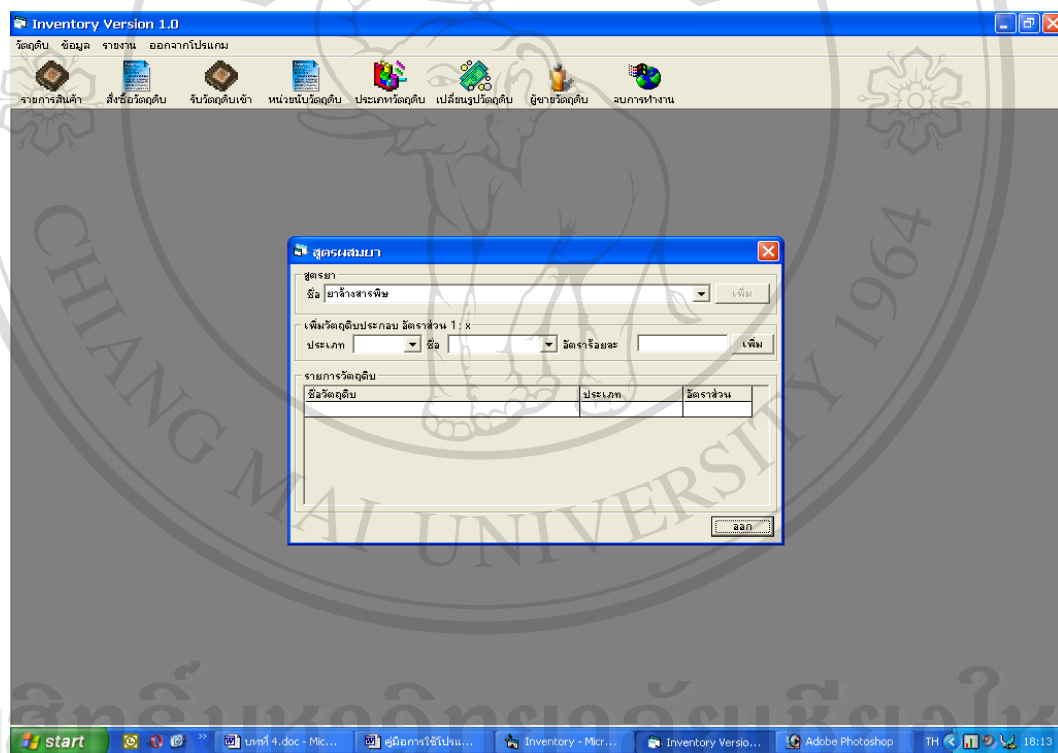 Inventory Version 1.0
วัตถุดิบ ข้อมูล รายงาน ออกจากโปรแกม
รายการสินค้า สั่งซื้อวัตถุดิบ รับวัตถุดิบเข้า หน่วยนับวัตถุดิบ ประเภทวัตถุดิบ เปลี่ยนรูปวัตถุดิบ ผู้ขายวัตถุดิบ จบการทำงาน
สูตรผสมยา
สูตรยา
ชื่อ ยาล้างสารพิษ เพิ่ม
เพิ่มวัตถุดิบประกอบ อัตราส่วน 1 : x
ประเภท ชื่อ อัตราร้อยละ เพิ่ม
รายการวัตถุดิบ
ชื่อวัตถุดิบ ประเภท อัตราส่วน
ออก
CHIANG MAI UNIVERSITY 1964
start บทที่ 4.doc - Mic... คู่มือการใช้โปรแ... Inventory - Micr... Inventory Versio... Adobe Photoshop TH 18:13